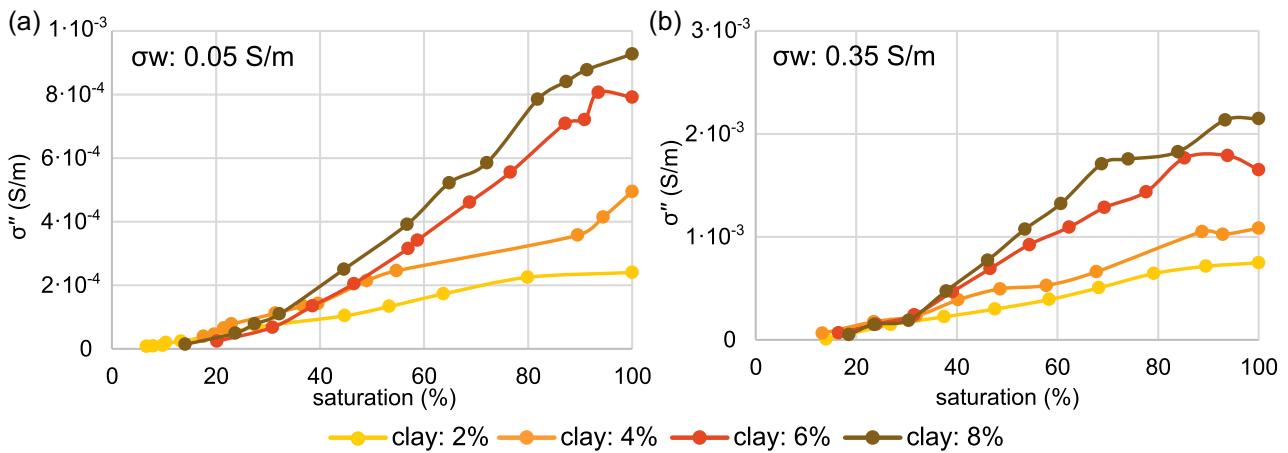 (a)
σw: 0.05 S/m
σ″ (S/m)
1·10⁻³
8·10⁻⁴
6·10⁻⁴
4·10⁻⁴
2·10⁻⁴
0
0 20 40 60 80 100
saturation (%)
(b)
σw: 0.35 S/m
σ″ (S/m)
3·10⁻³
2·10⁻³
1·10⁻³
0
0 20 40 60 80 100
saturation (%)
clay: 2% clay: 4% clay: 6% clay: 8%